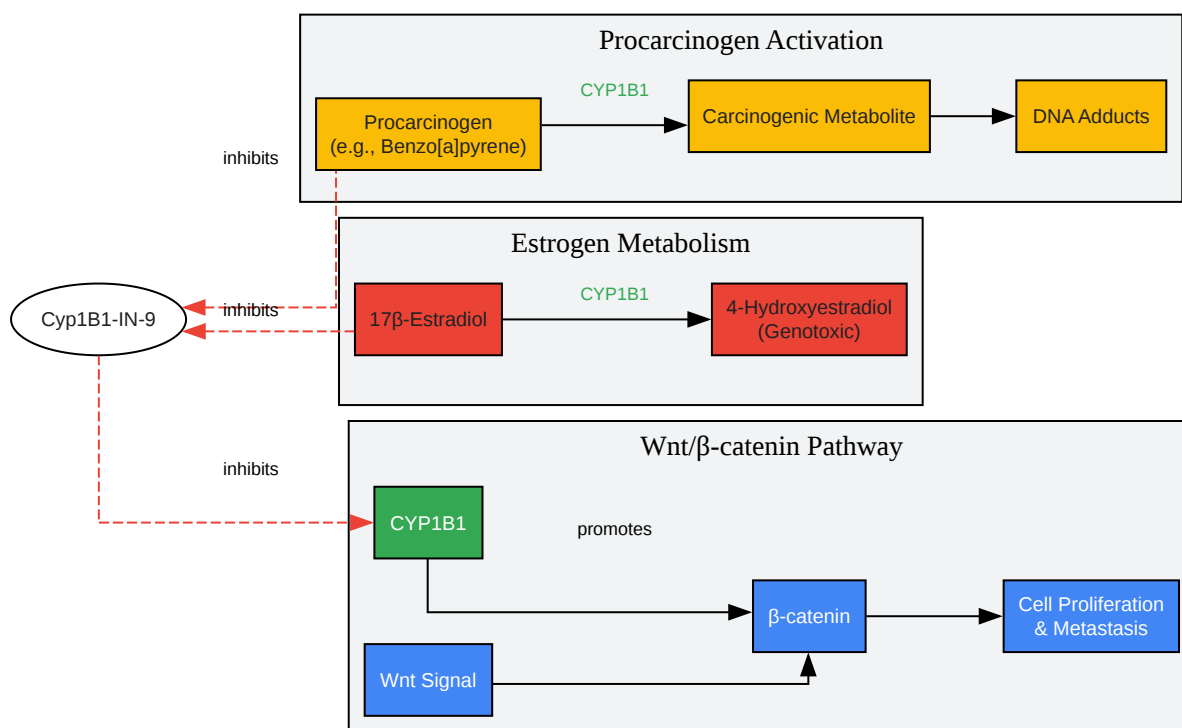 Procarcinogen Activation
CYP1B1
Procarcinogen
(e.g., Benzo[a]pyrene)
Carcinogenic Metabolite
DNA Adducts
inhibits
Estrogen Metabolism
CYP1B1
Cyp1B1-IN-9
inhibits
17β-Estradiol
4-Hydroxyestradiol
(Genotoxic)
Wnt/β-catenin Pathway
inhibits
CYP1B1
promotes
β-catenin
Cell Proliferation
& Metastasis
Wnt Signal